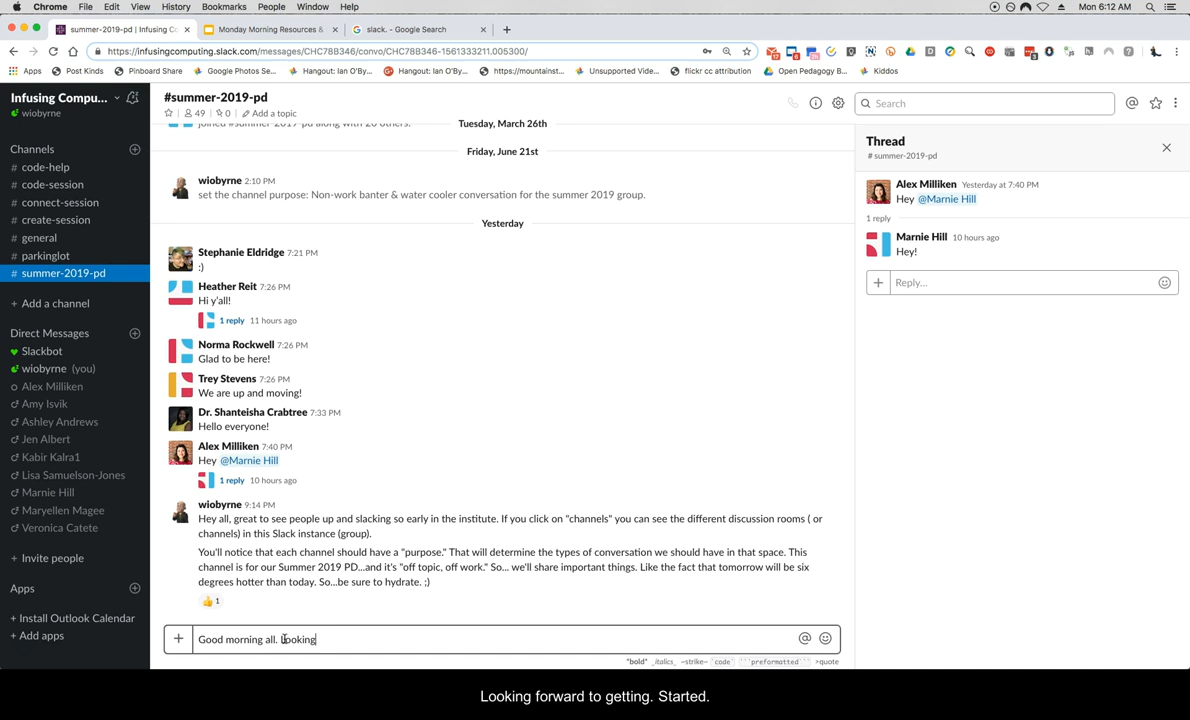 Chrome File Edit View History Bookmarks People Window Help Mon 6:12 AM
summer-2019-pd | Infusing Co Monday Morning Resources & slack. - Google Search
https://infusingcomputing.slack.com/messages/CHC78B346/convo/CHC78B346-1561333211.005300/
Apps Post Kinds Pinboard Share Google Photos Se... Hangout: Ian O'By... Hangout: Ian O'By... https://mountainst... Unsupported Vide... flickr cc attribution Open Pedagogy B... Kiddos
Infusing Compu...
wiobyrne
Channels
# code-help
# code-session
# connect-session
# create-session
# general
# parkinglot
# summer-2019-pd
+ Add a channel
Direct Messages
Slackbot
wiobyrne (you)
Alex Milliken
Amy Isvik
Ashley Andrews
Jen Albert
Kabir Kalra1
Lisa Samuelson-Jones
Marnie Hill
Maryellen Magee
Veronica Catete
+ Invite people
Apps
+ Install Outlook Calendar
+ Add apps
#summer-2019-pd
49 0 Add a topic
Search
joined #summer-2019-pd along with 26 others.
Tuesday, March 26th
Friday, June 21st
wiobyrne 2:10 PM
set the channel purpose: Non-work banter & water cooler conversation for the summer 2019 group.
Yesterday
Stephanie Eldridge 7:21 PM
:)
Heather Reit 7:26 PM
Hi y'all!
1 reply 11 hours ago
Norma Rockwell 7:26 PM
Glad to be here!
Trey Stevens 7:26 PM
We are up and moving!
Dr. Shanteisha Crabtree 7:33 PM
Hello everyone!
Alex Milliken 7:40 PM
Hey @Marnie Hill
1 reply 10 hours ago
wiobyrne 9:14 PM
Hey all, great to see people up and slacking so early in the institute. If you click on "channels" you can see the different discussion rooms ( or
channels) in this Slack instance (group).
You'll notice that each channel should have a "purpose." That will determine the types of conversation we should have in that space. This
channel is for our Summer 2019 PD...and it's "off topic, off work." So... we'll share important things. Like the fact that tomorrow will be six
degrees hotter than today. So...be sure to hydrate. ;)
1
+ Good morning all. Looking
*bold* _italics_ ~strike~ `code` ```preformatted``` >quote
Thread
# summer-2019-pd
Alex Milliken Yesterday at 7:40 PM
Hey @Marnie Hill
1 reply
Marnie Hill 10 hours ago
Hey!
+ Reply...
Looking forward to getting. Started.